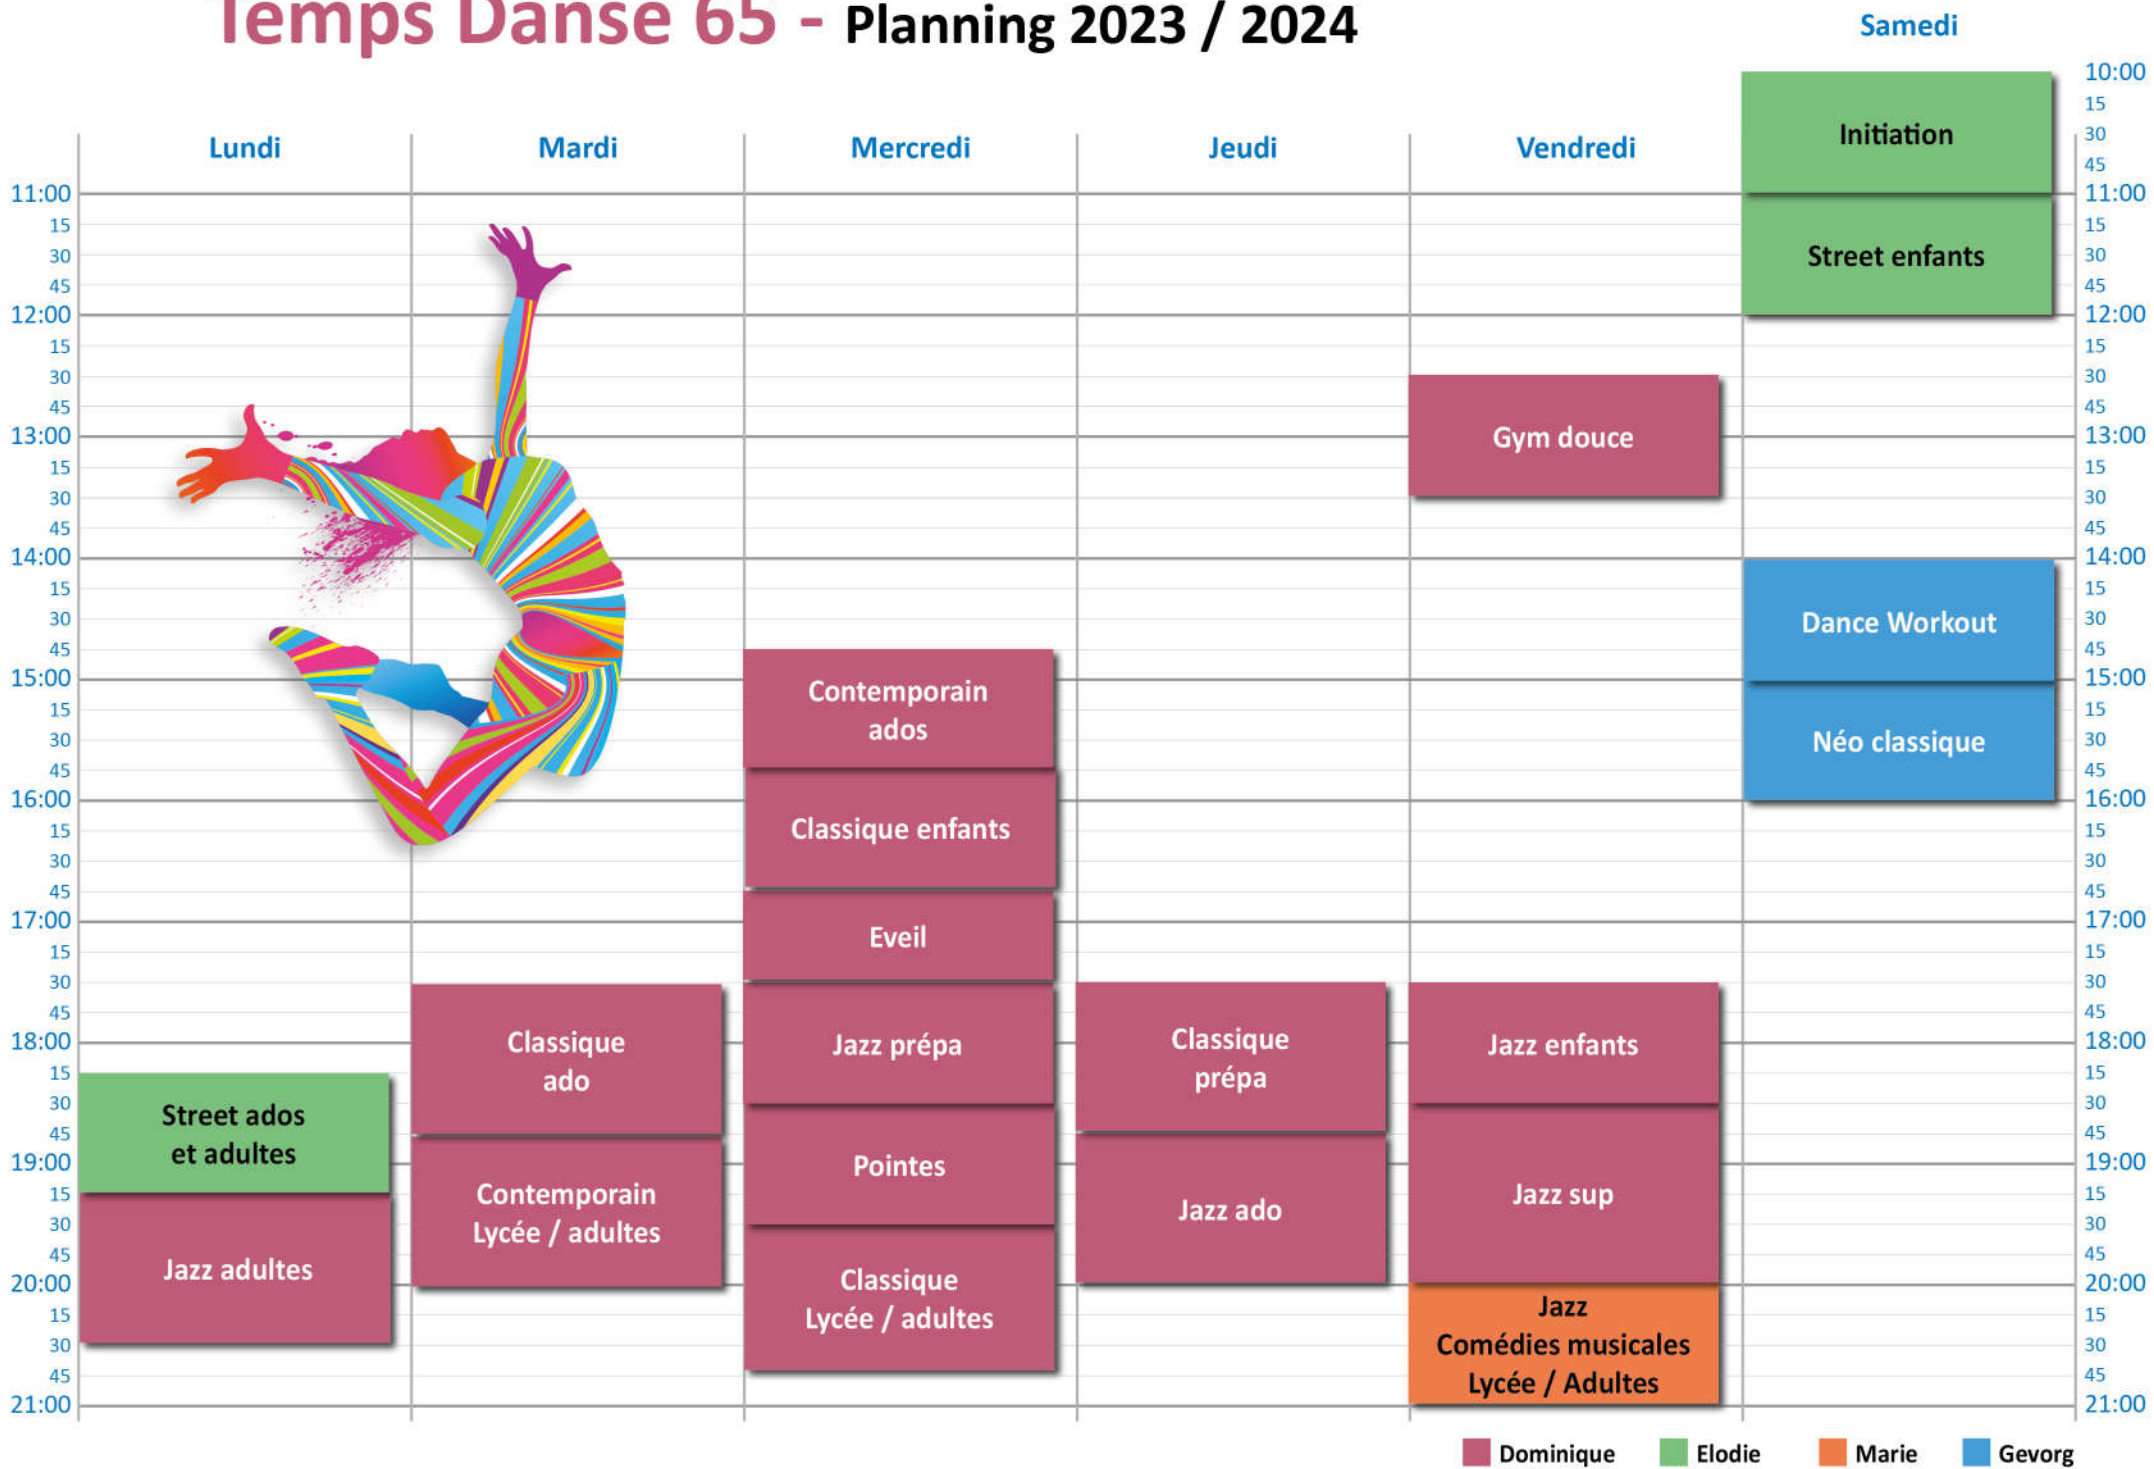 Temps Danse 65 - Planning 2023 / 2024
Samedi
Lundi
Mardi
Mercredi
Jeudi
Vendredi
11:00
15
30
45
12:00
15
30
45
13:00
15
30
45
14:00
15
30
45
15:00
15
30
45
16:00
15
30
45
17:00
15
30
45
18:00
15
30
45
19:00
15
30
45
20:00
15
30
45
21:00
Street ados
et adultes
Jazz adultes
Classique
ado
Contemporain
Lycée / adultes
Contemporain
ados
Classique enfants
Eveil
Jazz prépa
Pointes
Classique
Lycée / adultes
Classique
prépa
Jazz ado
Gym douce
Jazz enfants
Jazz sup
Jazz
Comédies musicales
Lycée / Adultes
Initiation
Street enfants
Dance Workout
Néo classique
10:00
15
30
45
11:00
15
30
45
12:00
15
30
45
13:00
15
30
45
14:00
15
30
45
15:00
15
30
45
16:00
15
30
45
17:00
15
30
45
18:00
15
30
45
19:00
15
30
45
20:00
15
30
45
21:00
Dominique
Elodie
Marie
Gevorg